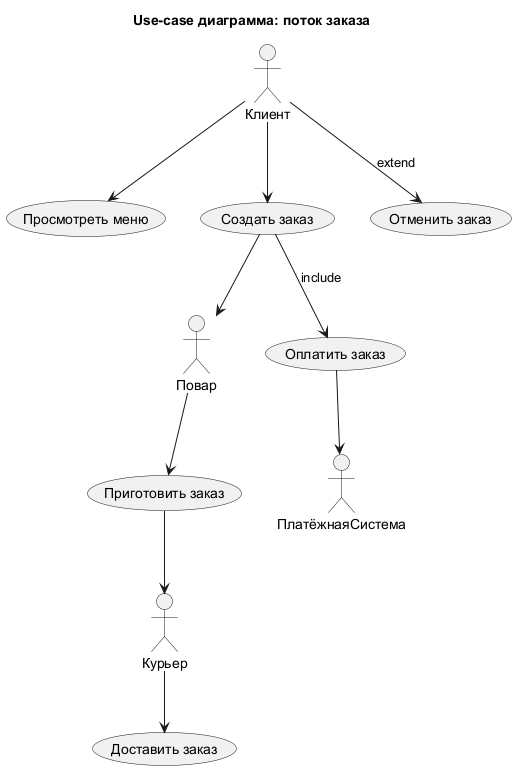 Use-case диаграмма: поток заказа
Клиент
extend
Просмотреть меню
Создать заказ
Отменить заказ
include
Повар
Оплатить заказ
Приготовить заказ
ПлатёжнаяСистема
Курьер
Доставить заказ